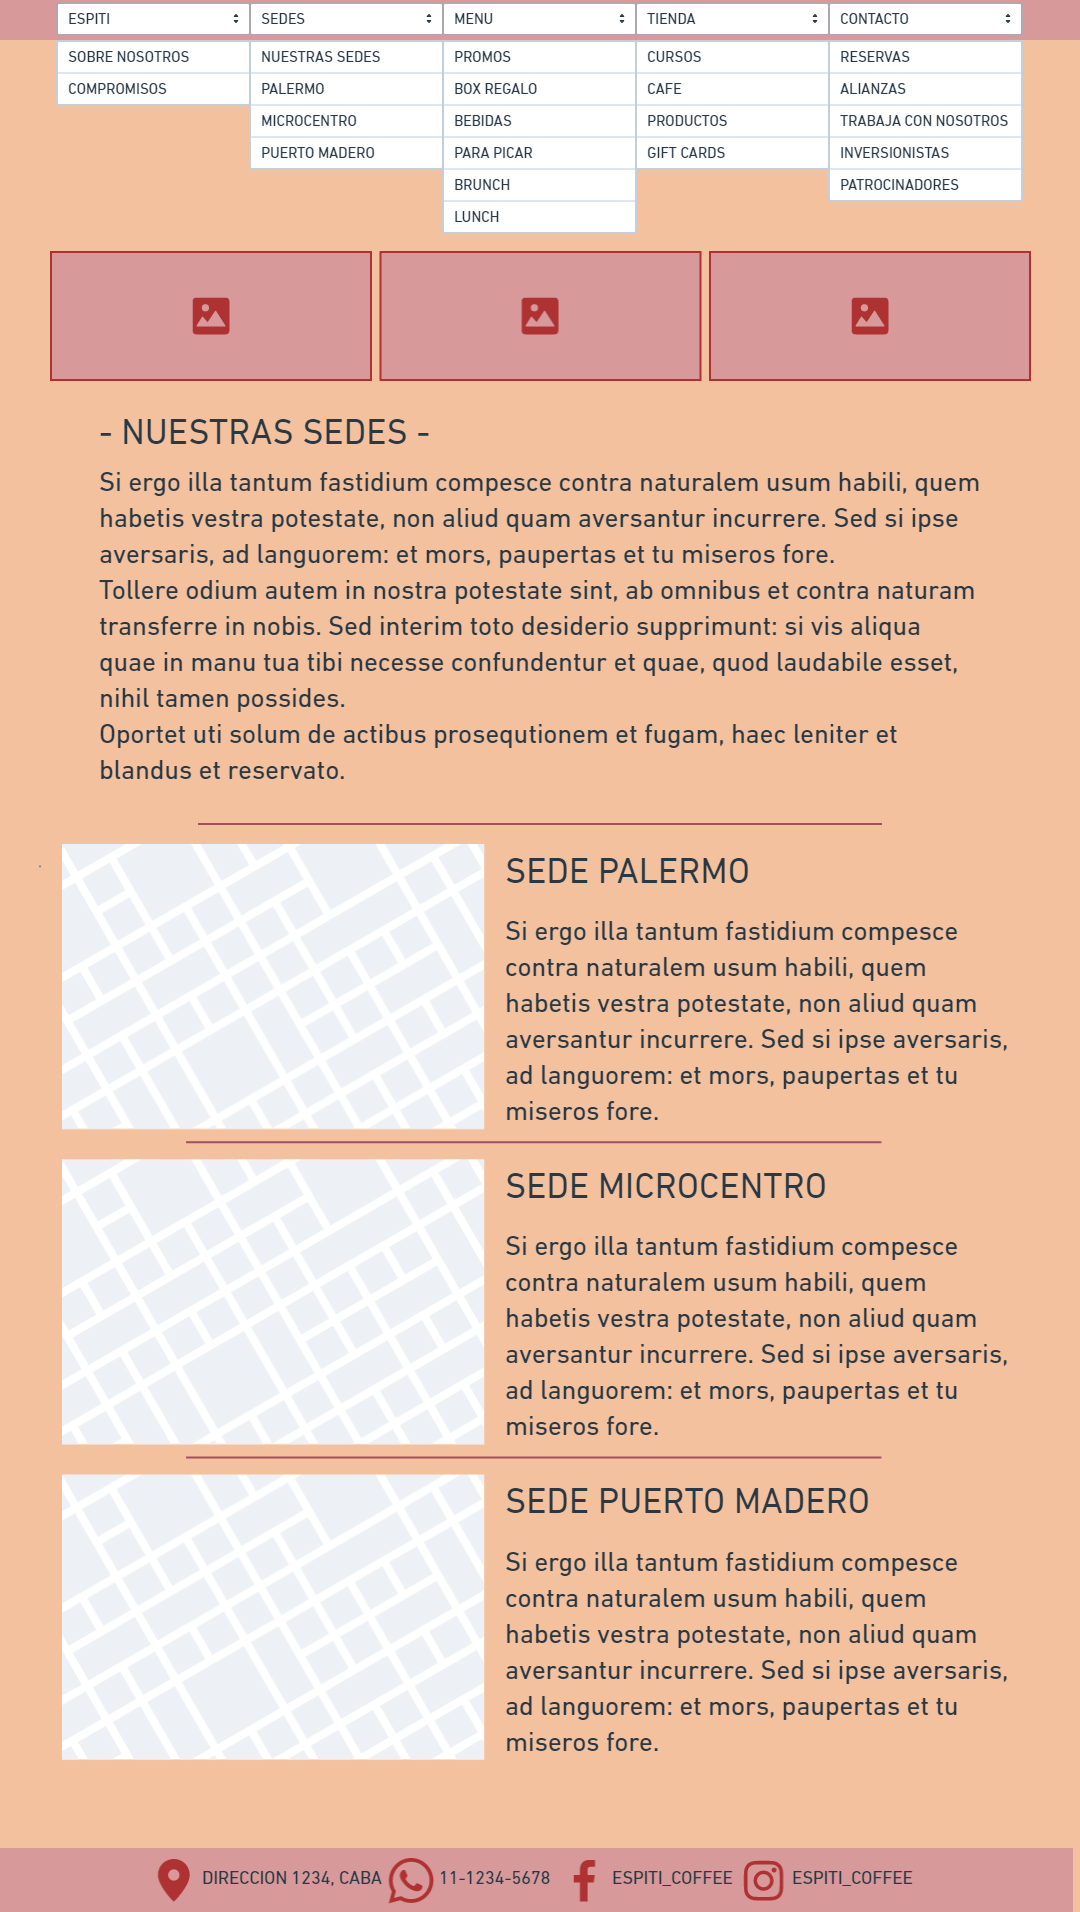 ESPITI
SEDES
MENU
TIENDA
CONTACTO
SOBRE NOSOTROS
COMPROMISOS
NUESTRAS SEDES
PALERMO
MICROCENTRO
PUERTO MADERO
PROMOS
BOX REGALO
BEBIDAS
PARA PICAR
BRUNCH
LUNCH
CURSOS
CAFE
PRODUCTOS
GIFT CARDS
RESERVAS
ALIANZAS
TRABAJA CON NOSOTROS
INVERSIONISTAS
PATROCINADORES
- NUESTRAS SEDES -
Si ergo illa tantum fastidium compesce contra naturalem usum habili, quem
habetis vestra potestate, non aliud quam aversantur incurrere. Sed si ipse
aversaris, ad languorem: et mors, paupertas et tu miseros fore.
Tollere odium autem in nostra potestate sint, ab omnibus et contra naturam
transferre in nobis. Sed interim toto desiderio supprimunt: si vis aliqua
quae in manu tua tibi necesse confundentur et quae, quod laudabile esset,
nihil tamen possides.
Oportet uti solum de actibus prosequtionem et fugam, haec leniter et
blandus et reservato.
SEDE PALERMO
Si ergo illa tantum fastidium compesce
contra naturalem usum habili, quem
habetis vestra potestate, non aliud quam
aversantur incurrere. Sed si ipse aversaris,
ad languorem: et mors, paupertas et tu
miseros fore.
SEDE MICROCENTRO
Si ergo illa tantum fastidium compesce
contra naturalem usum habili, quem
habetis vestra potestate, non aliud quam
aversantur incurrere. Sed si ipse aversaris,
ad languorem: et mors, paupertas et tu
miseros fore.
SEDE PUERTO MADERO
Si ergo illa tantum fastidium compesce
contra naturalem usum habili, quem
habetis vestra potestate, non aliud quam
aversantur incurrere. Sed si ipse aversaris,
ad languorem: et mors, paupertas et tu
miseros fore.
DIRECCION 1234, CABA
11-1234-5678
ESPITI_COFFEE
ESPITI_COFFEE